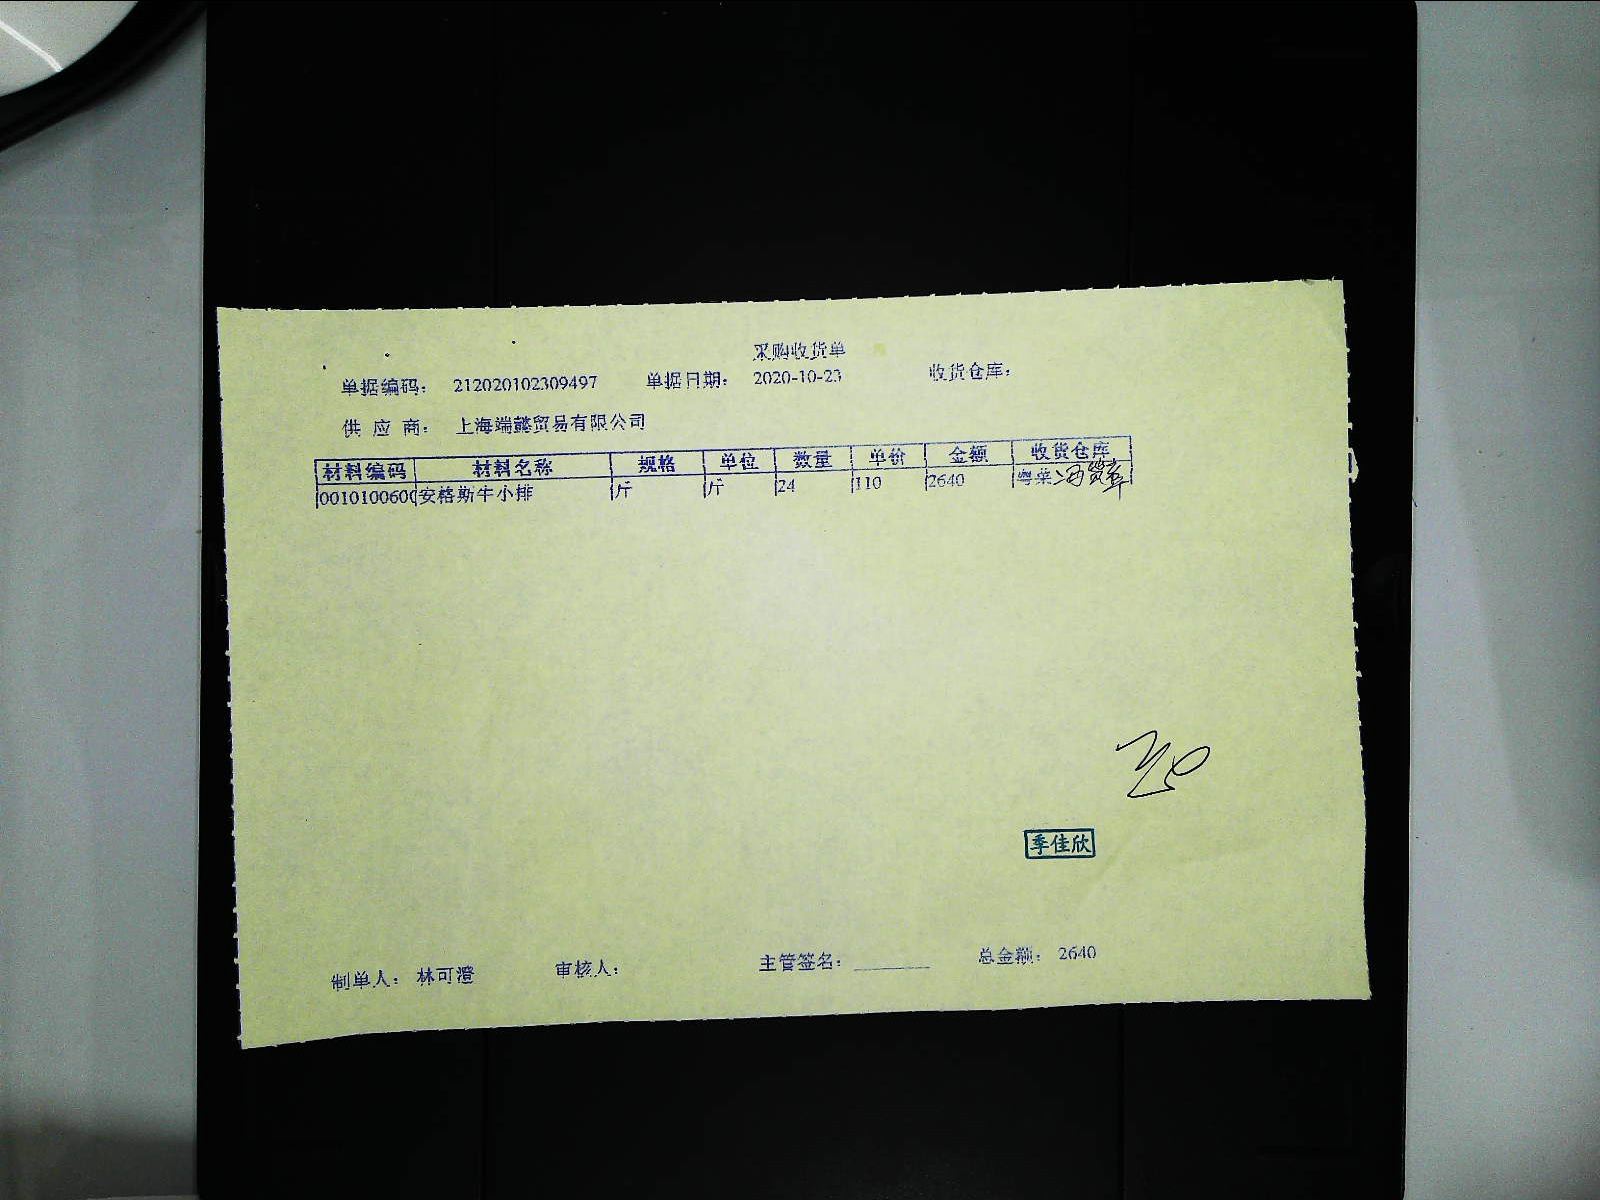 采购收货单
单据编码： 212020102309497 单据日期： 2020-10-23 收货仓库：
供 应 商： 上海端懿贸易有限公司
材料编码 材料名称 规格 单位 数量 单价 金额 收货仓库
0010100600 安格斯牛小排 斤 斤 24 110 2640 粤菜
季佳欣
制单人： 林可澄 审核人： 主管签名： 总金额： 2640